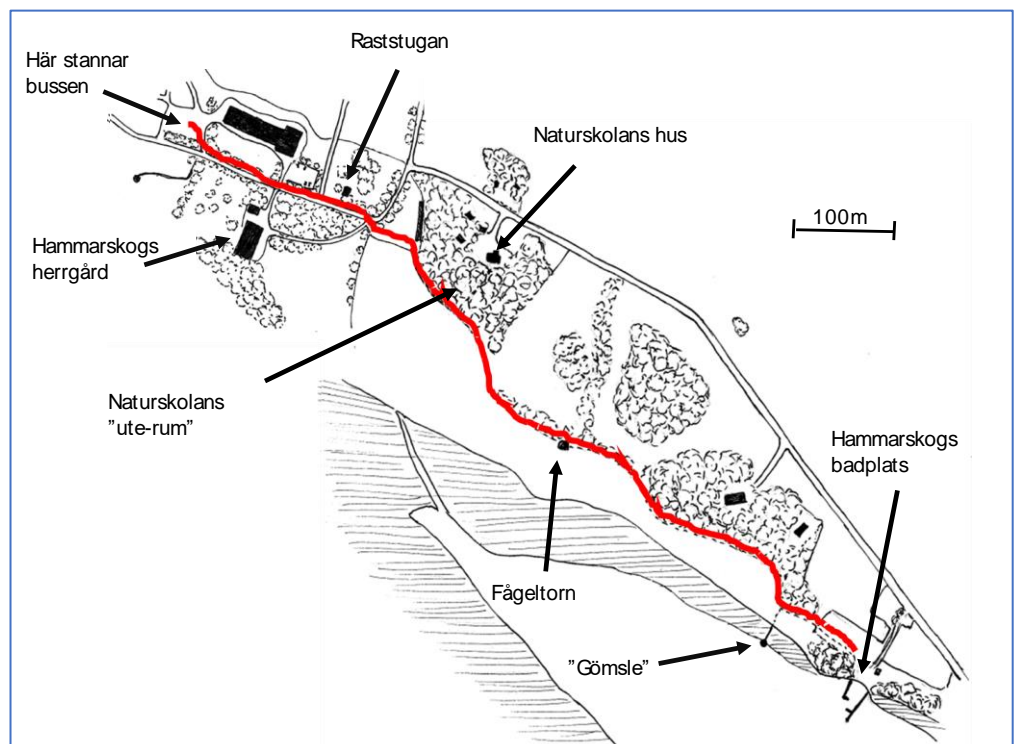 Raststugan
Här stannar
bussen
Naturskolans hus
100m
Hammarskogs
herrgård
Naturskolans
”ute-rum”
Hammarskogs
badplats
Fågeltorn
”Gömsle”